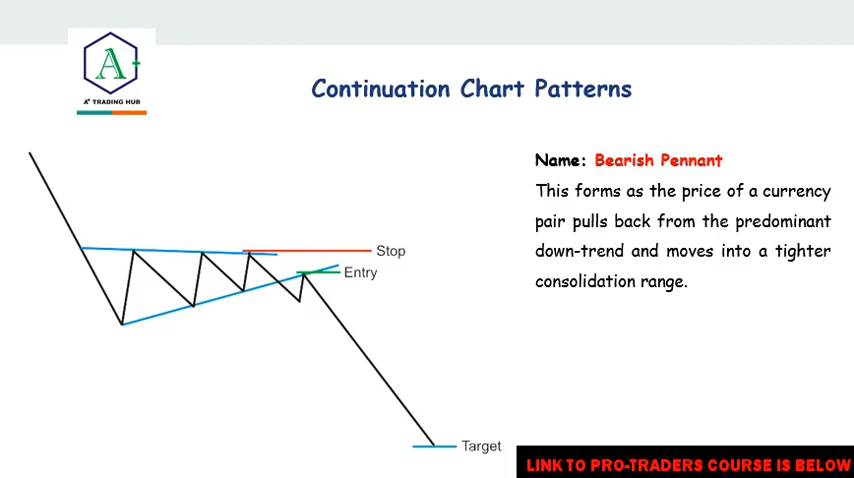 A+
A+ TRADING HUB
Continuation Chart Patterns
Name: Bearish Pennant
This forms as the price of a currency
pair pulls back from the predominant
down-trend and moves into a tighter
consolidation range.
Stop
Entry
Target
LINK TO PRO-TRADERS COURSE IS BELOW